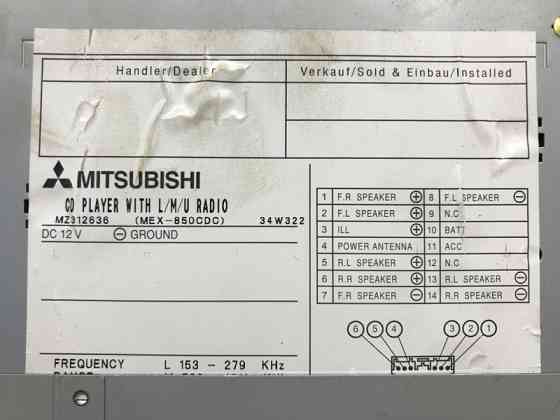 Handler/Dealer Verkauf/Sold & Einbau/Installed
MITSUBISHI
CD PLAYER WITH L/M/U RADIO
MZ312636 (MEX-850CDC) 34W322
DC 12 V ⊖ GROUND
1 F.R SPEAKER ⊕ 8 F.L SPEAKER ⊖
2 F.L SPEAKER ⊕ 9 N.C
3 ILL ⊕ 10 BATT
4 POWER ANTENNA 11 ACC
5 R.L SPEAKER ⊕ 12 N.C
6 R.R SPEAKER ⊕ 13 R.L SPEAKER ⊖
7 F.R SPEAKER ⊖ 14 R.R SPEAKER ⊖
6 5 4 3 2 1
FREQUENCY L 153 - 279 KHz